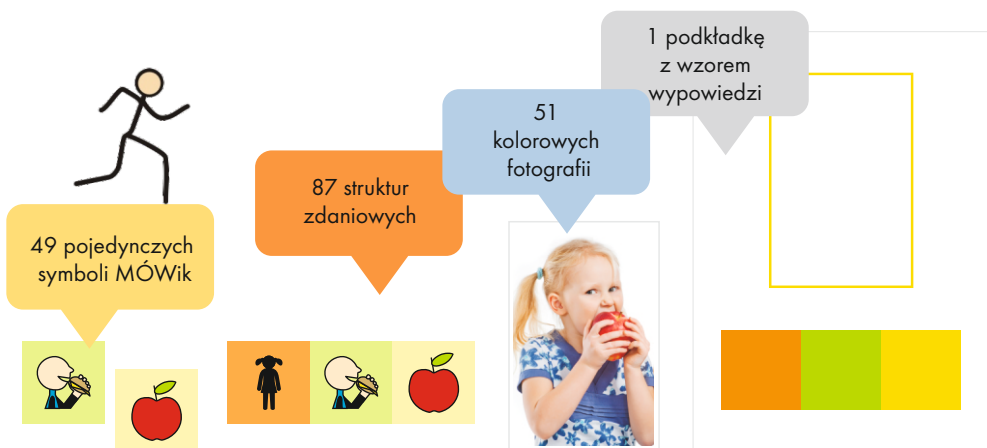 49 pojedynczych
symboli MÓWik
87 struktur
zdaniowych
51
kolorowych
fotografii
1 podkładkę
z wzorem
wypowiedzi